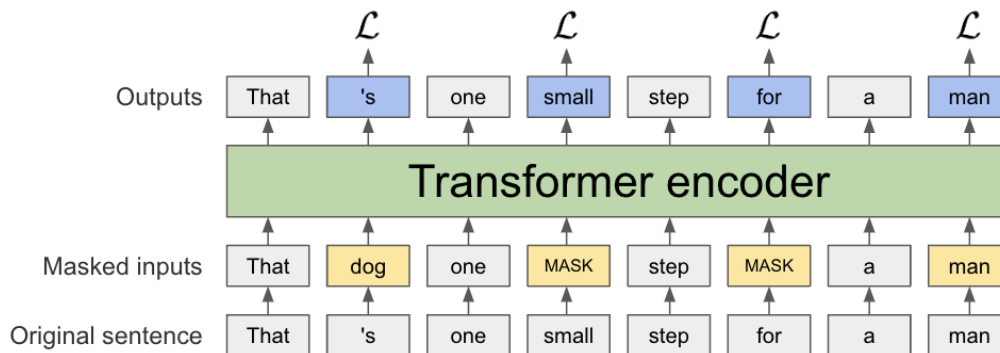 ℒ ℒ ℒ ℒ
Outputs That 's one small step for a man
Transformer encoder
Masked inputs That dog one MASK step MASK a man
Original sentence That 's one small step for a man